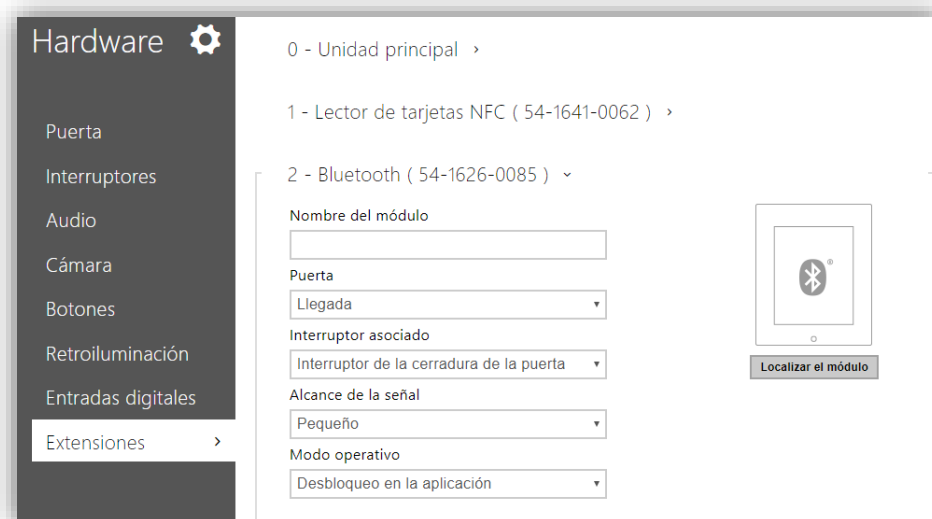 Hardware
Puerta
Interruptores
Audio
Cámara
Botones
Retroiluminación
Entradas digitales
Extensiones
0 - Unidad principal
1 - Lector de tarjetas NFC ( 54-1641-0062 )
2 - Bluetooth ( 54-1626-0085 )
Nombre del módulo
Puerta
Llegada
Interruptor asociado
Interruptor de la cerradura de la puerta
Alcance de la señal
Pequeño
Modo operativo
Desbloqueo en la aplicación
Localizar el módulo